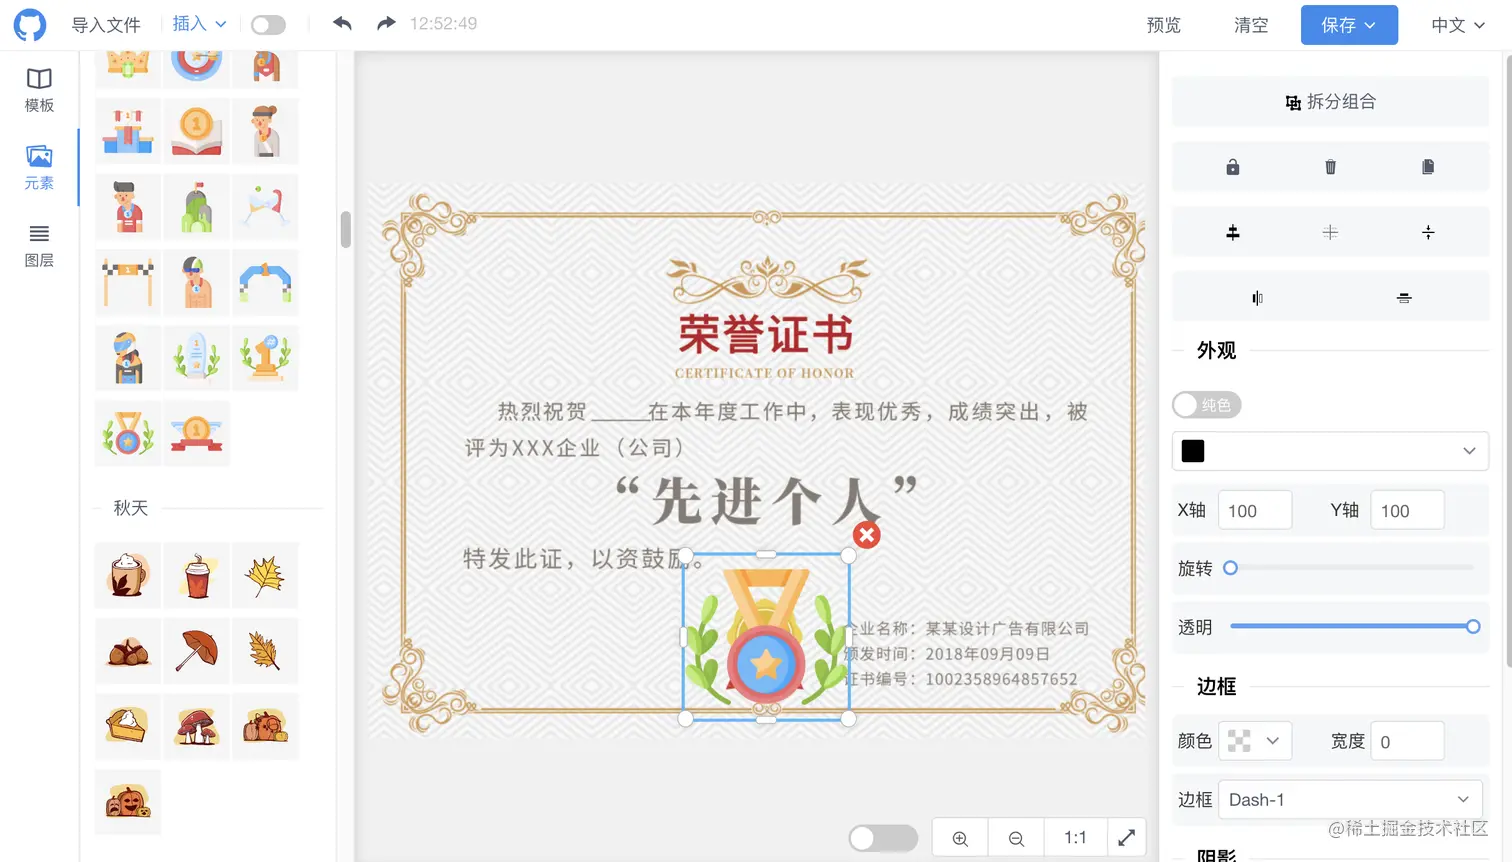 导入文件 插入 12:52:49 预览 清空 保存 中文
模板
元素
图层
秋天
荣誉证书
CERTIFICATE OF HONOR
热烈祝贺_____在本年度工作中，表现优秀，成绩突出，被
评为XXX企业（公司）
“先进个人”
特发此证，以资鼓励。
企业名称：某某设计广告有限公司
颁发时间：2018年09月09日
证书编号：1002358964857652
1:1
拆分组合
外观
纯色
X轴 100 Y轴 100
旋转
透明
边框
颜色 宽度 0
边框 Dash-1
@稀土掘金技术社区
阴影